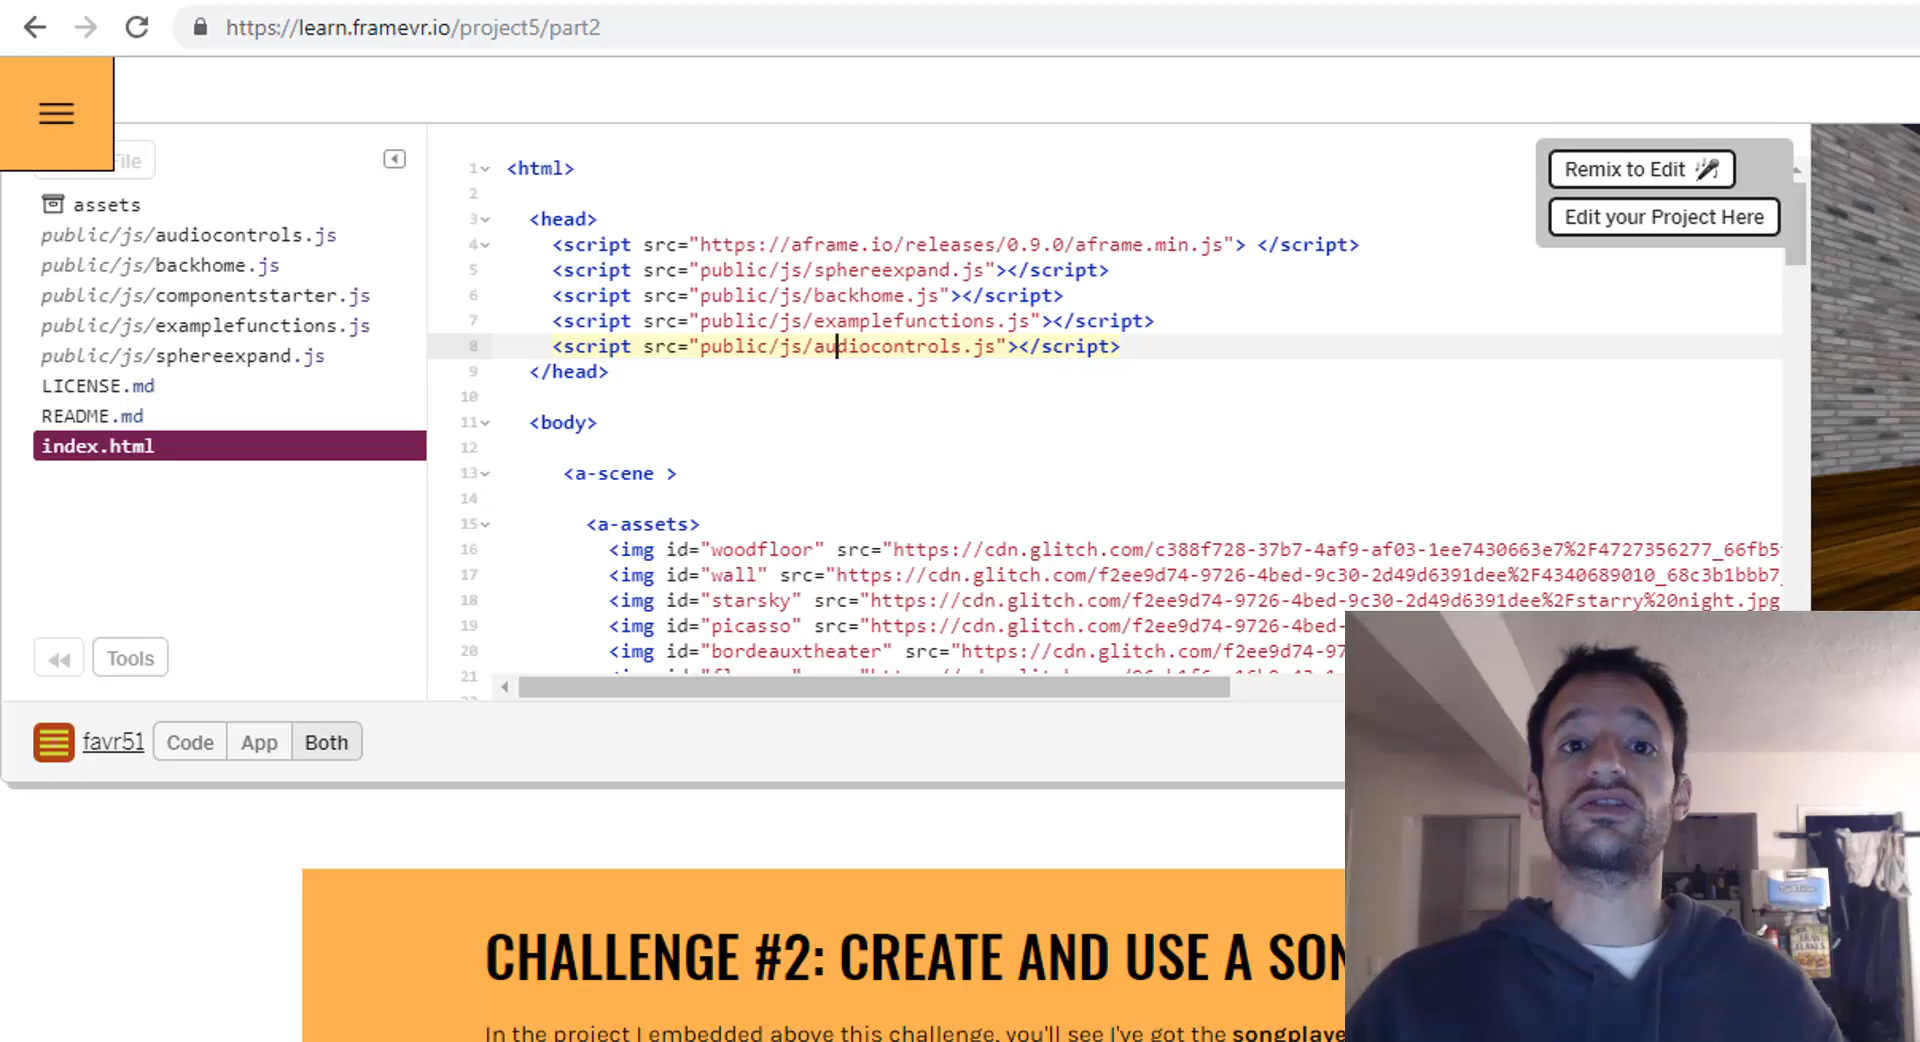 https://learn.framevr.io/project5/part2
File
assets
public/js/audiocontrols.js
public/js/backhome.js
public/js/componentstarter.js
public/js/examplefunctions.js
public/js/sphereexpand.js
LICENSE.md
README.md
index.html
Tools
1 <html>
2
3 <head>
4 <script src="https://aframe.io/releases/0.9.0/aframe.min.js"> </script>
5 <script src="public/js/sphereexpand.js"></script>
6 <script src="public/js/backhome.js"></script>
7 <script src="public/js/examplefunctions.js"></script>
8 <script src="public/js/audiocontrols.js"></script>
9 </head>
10
11 <body>
12
13 <a-scene >
14
15 <a-assets>
16 <img id="woodfloor" src="https://cdn.glitch.com/c388f728-37b7-4af9-af03-1ee7430663e7%2F4727356277_66fb5
17 <img id="wall" src="https://cdn.glitch.com/f2ee9d74-9726-4bed-9c30-2d49d6391dee%2F4340689010_68c3b1bbb7
18 <img id="starsky" src="https://cdn.glitch.com/f2ee9d74-9726-4bed-9c30-2d49d6391dee%2Fstarry%20night.jpg
19 <img id="picasso" src="https://cdn.glitch.com/f2ee9d74-9726-4bed-
20 <img id="bordeauxtheater" src="https://cdn.glitch.com/f2ee9d74-97
21
Remix to Edit
Edit your Project Here
favr51
Code
App
Both
CHALLENGE #2: CREATE AND USE A SON
In the project I embedded above this challenge, you'll see I've got the songplaye